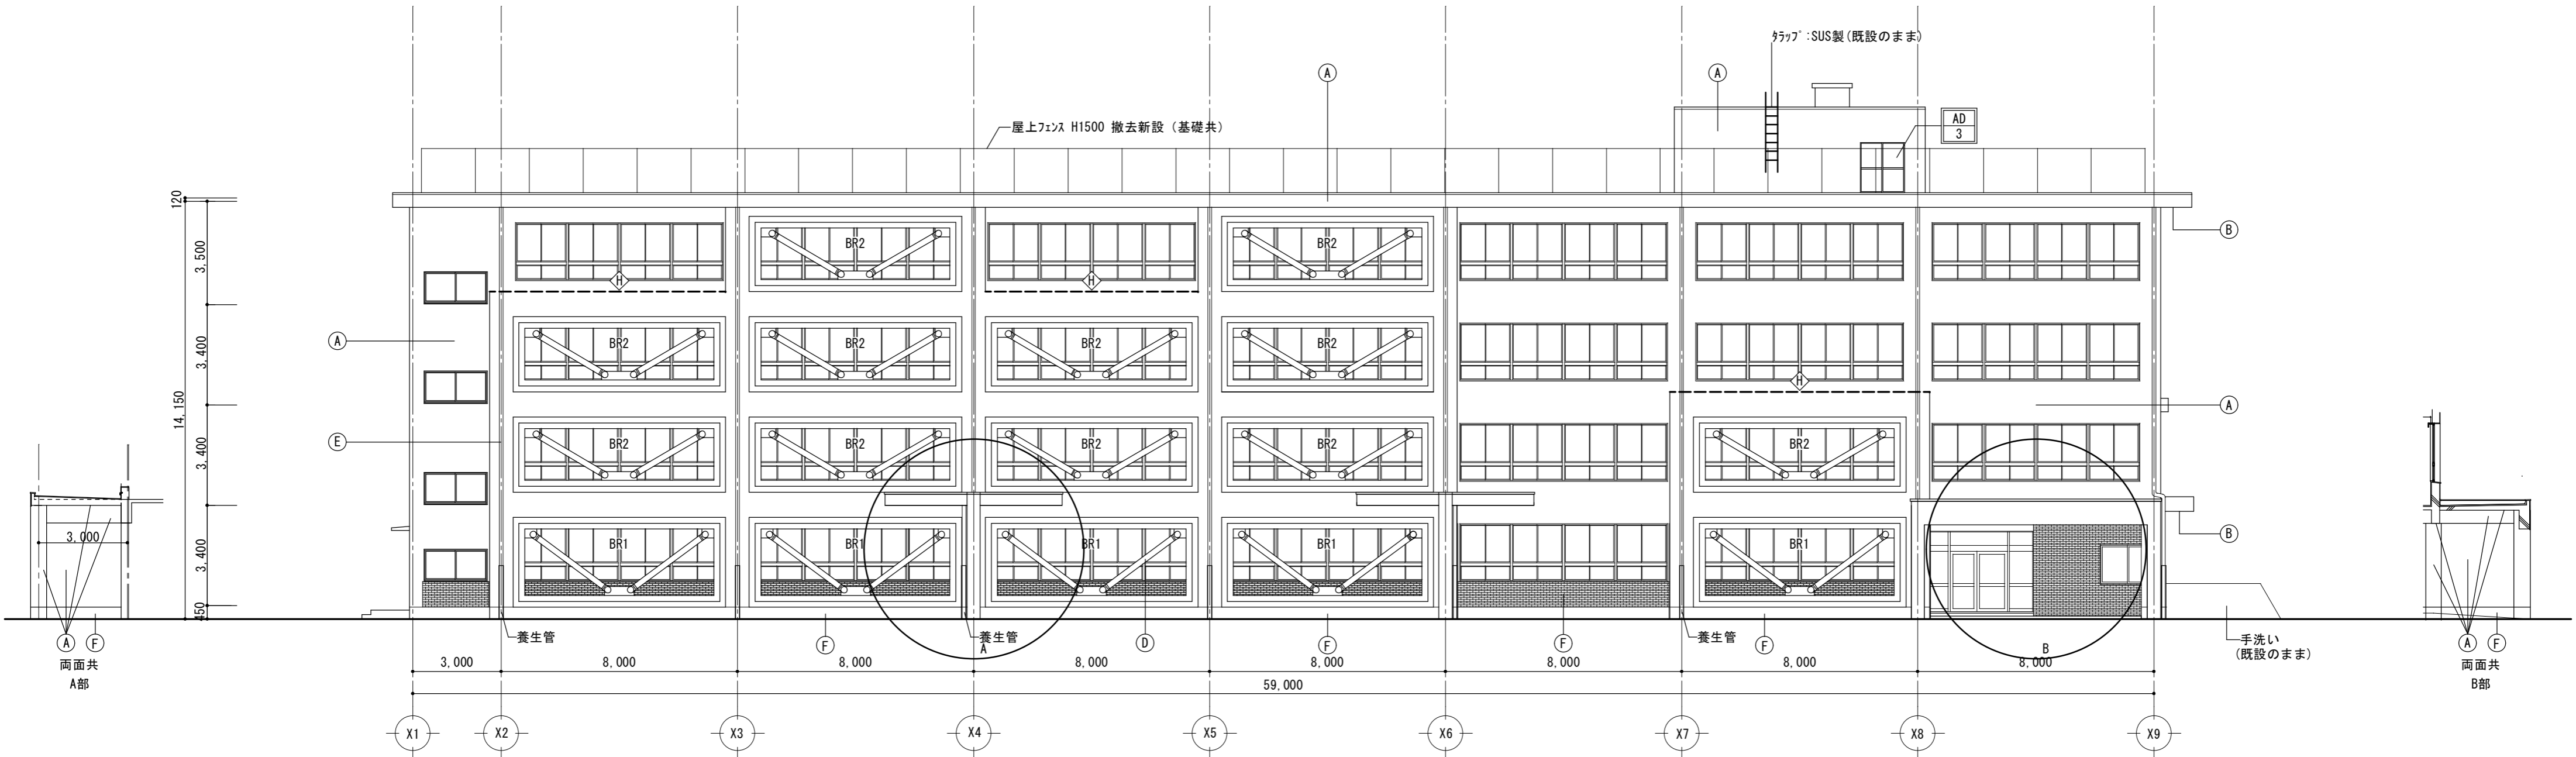 タラップ:SUS製(既設のまま)
A
A
AD
3
屋上フェンス H1500 撤去新設(基礎共)
120
3,500
3,400
3,400
3,400
450
14,150
B
BR2
BR2
H
H
A
BR2
BR2
BR2
BR2
H
A
E
BR2
BR2
BR2
BR2
BR2
B
BR1
BR1
BR1
BR1
BR1
3,000
A
F
両面共
A部
養生管
F
養生管
A
D
F
F
養生管
F
B
手洗い
(既設のまま)
A
F
両面共
B部
3,000
8,000
8,000
8,000
8,000
8,000
8,000
8,000
59,000
X1
X2
X3
X4
X5
X6
X7
X8
X9